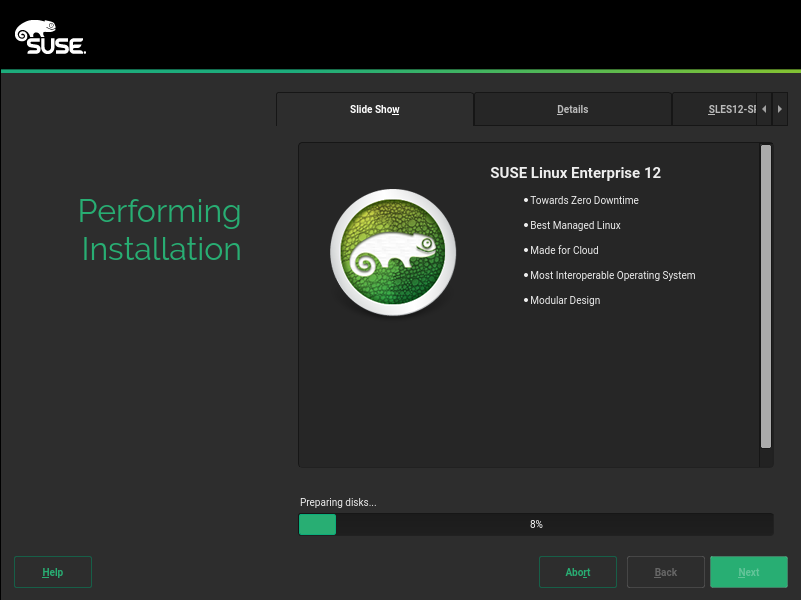 SUSE.
Slide Show
Details
SLES12-SP
Performing
Installation
SUSE Linux Enterprise 12
Towards Zero Downtime
Best Managed Linux
Made for Cloud
Most Interoperable Operating System
Modular Design
Preparing disks...
8%
Help
Abort
Back
Next